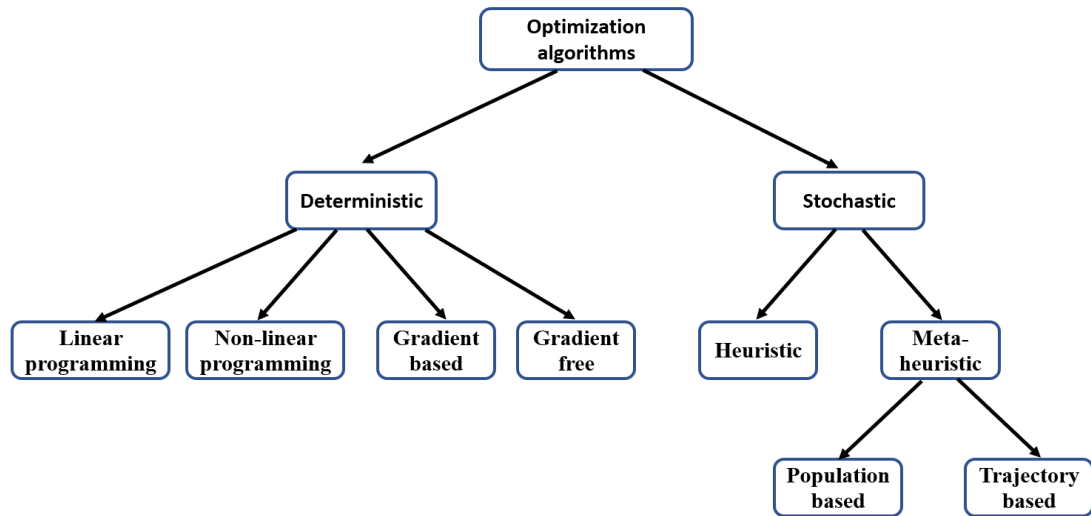 Optimization
algorithms
Deterministic
Stochastic
Linear
programming
Non-linear
programming
Gradient
based
Gradient
free
Heuristic
Meta-
heuristic
Population
based
Trajectory
based